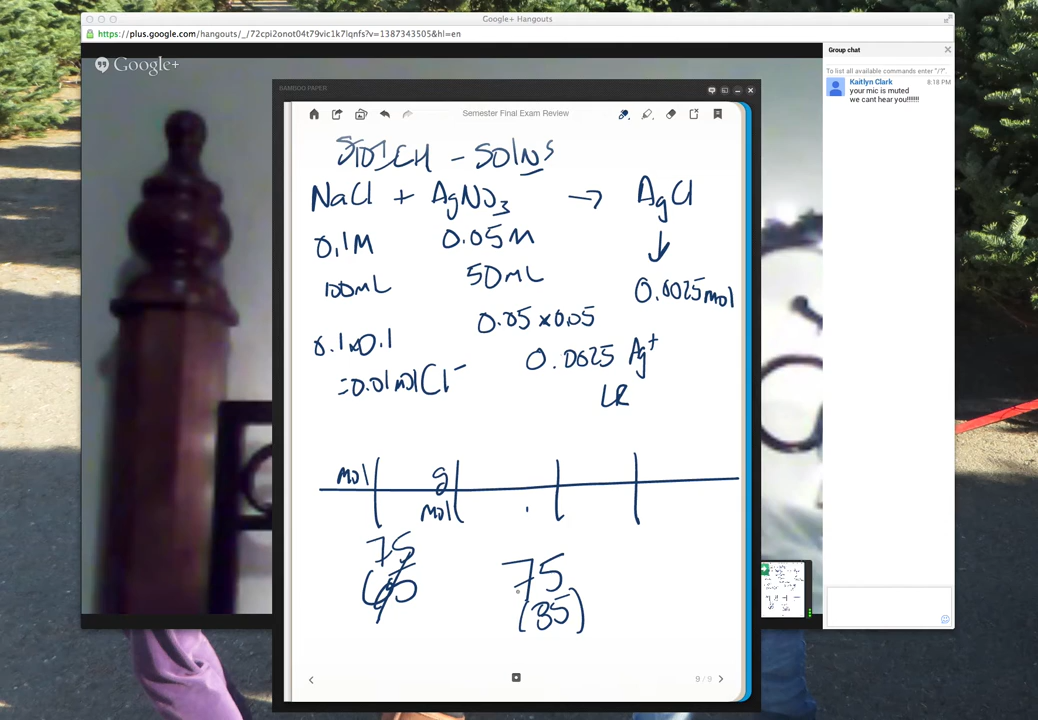 Google+ Hangouts
https://plus.google.com/hangouts/_/72cpi2onot04t79vic1k7lqnfs?v=1387343505&hl=en
Google+
BAMBOO PAPER
Semester Final Exam Review
STOICH - SOLNS
NaCl + AgNO3 → AgCl
0.1M 0.05M ↓
100mL 50mL 0.0025mol
0.1x0.1 0.05x0.05
=0.01molCl⁻ 0.0025 Ag⁺
LR
mol g
mol
75
75
(85)
9 / 9
Group chat
To list all available commands enter "/?".
Kaitlyn Clark 8:18 PM
your mic is muted
we cant hear you!!!!!!!